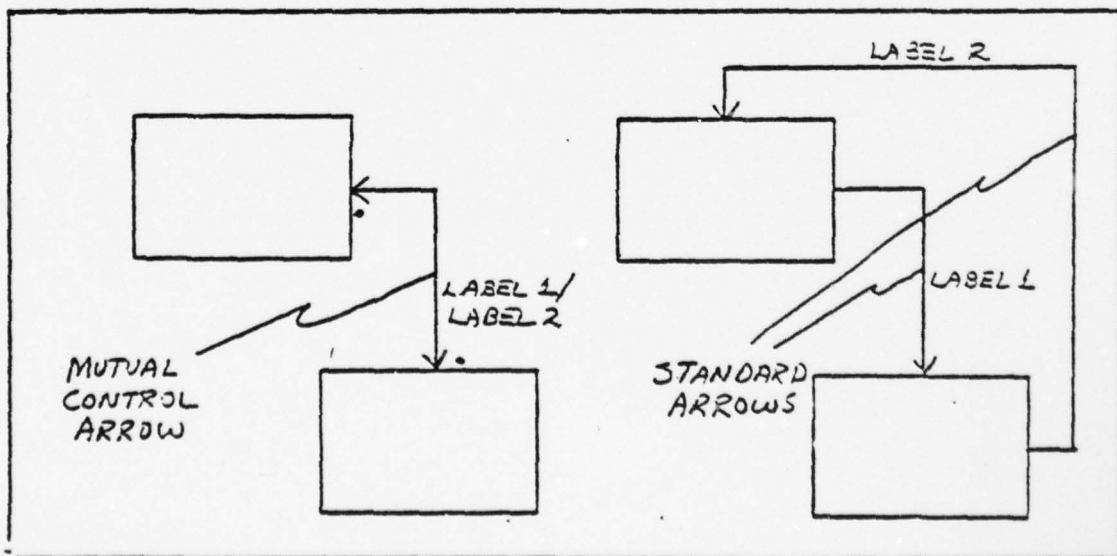 LABEL 2
LABEL 1/
LABEL 2
LABEL 1
MUTUAL
CONTROL
ARROW
STANDARD
ARROWS